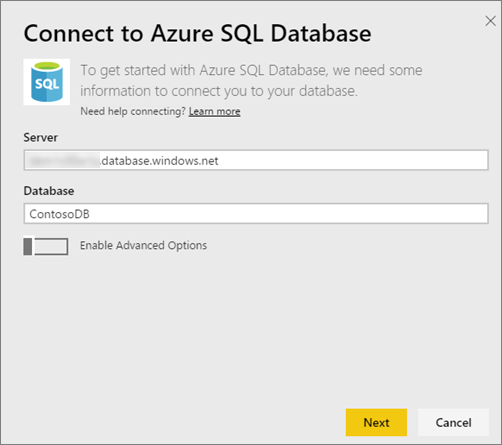 Connect to Azure SQL Database
SQL
To get started with Azure SQL Database, we need some
information to connect you to your database.
Need help connecting? Learn more
Server
.database.windows.net
Database
ContosoDB
Enable Advanced Options
Next
Cancel